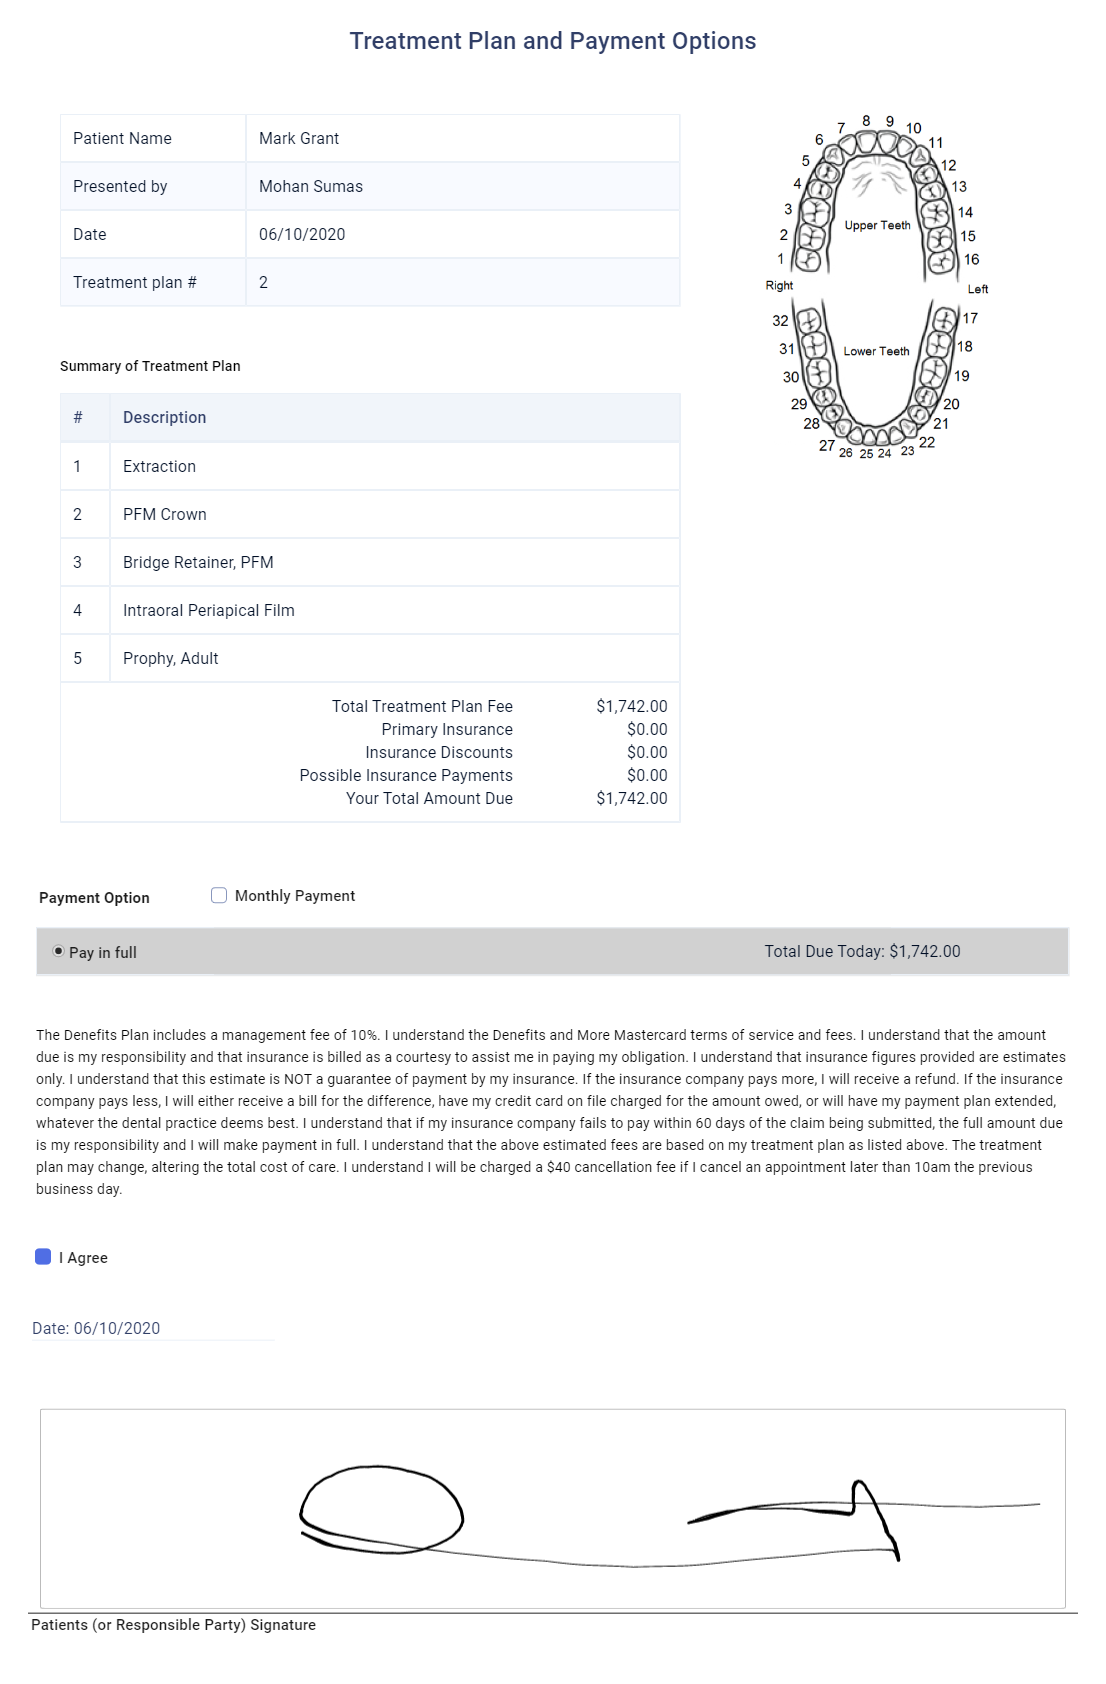 Treatment Plan and Payment Options
Patient Name Mark Grant
Presented by Mohan Sumas
Date 06/10/2020
Treatment plan # 2
7 8 9 10
6 11
5 12
4 13
3 14
Upper Teeth
2 15
1 16
Right Left
32 17
31 Lower Teeth 18
30 19
29 20
28 21
27 26 25 24 23 22
Summary of Treatment Plan
# Description
1 Extraction
2 PFM Crown
3 Bridge Retainer, PFM
4 Intraoral Periapical Film
5 Prophy, Adult
Total Treatment Plan Fee $1,742.00
Primary Insurance $0.00
Insurance Discounts $0.00
Possible Insurance Payments $0.00
Your Total Amount Due $1,742.00
Payment Option Monthly Payment
Pay in full Total Due Today: $1,742.00
The Denefits Plan includes a management fee of 10%. I understand the Denefits and More Mastercard terms of service and fees. I understand that the amount
due is my responsibility and that insurance is billed as a courtesy to assist me in paying my obligation. I understand that insurance figures provided are estimates
only. I understand that this estimate is NOT a guarantee of payment by my insurance. If the insurance company pays more, I will receive a refund. If the insurance
company pays less, I will either receive a bill for the difference, have my credit card on file charged for the amount owed, or will have my payment plan extended,
whatever the dental practice deems best. I understand that if my insurance company fails to pay within 60 days of the claim being submitted, the full amount due
is my responsibility and I will make payment in full. I understand that the above estimated fees are based on my treatment plan as listed above. The treatment
plan may change, altering the total cost of care. I understand I will be charged a $40 cancellation fee if I cancel an appointment later than 10am the previous
business day.
I Agree
Date: 06/10/2020
Patients (or Responsible Party) Signature